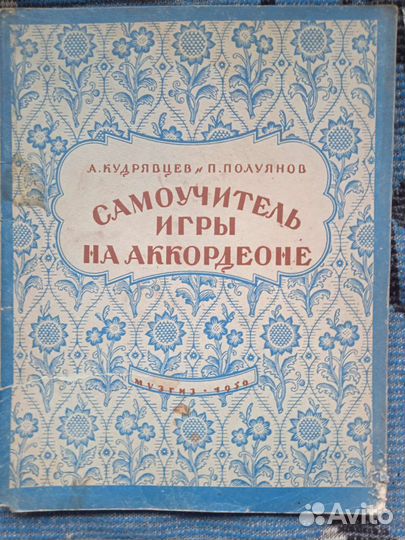 А. КУДРЯВЦЕВ и П. ПОЛУЯНОВ
САМОУЧИТЕЛЬ
ИГРЫ
НА АККОРДЕОНЕ
МУЗГИЗ · 1950
Avito